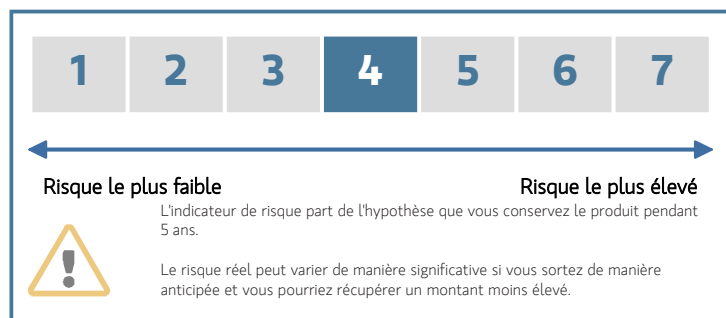 1 2 3 4 5 6 7
Risque le plus faible Risque le plus élevé
L'indicateur de risque part de l'hypothèse que vous conservez le produit pendant
5 ans.
Le risque réel peut varier de manière significative si vous sortez de manière
anticipée et vous pourriez récupérer un montant moins élevé.